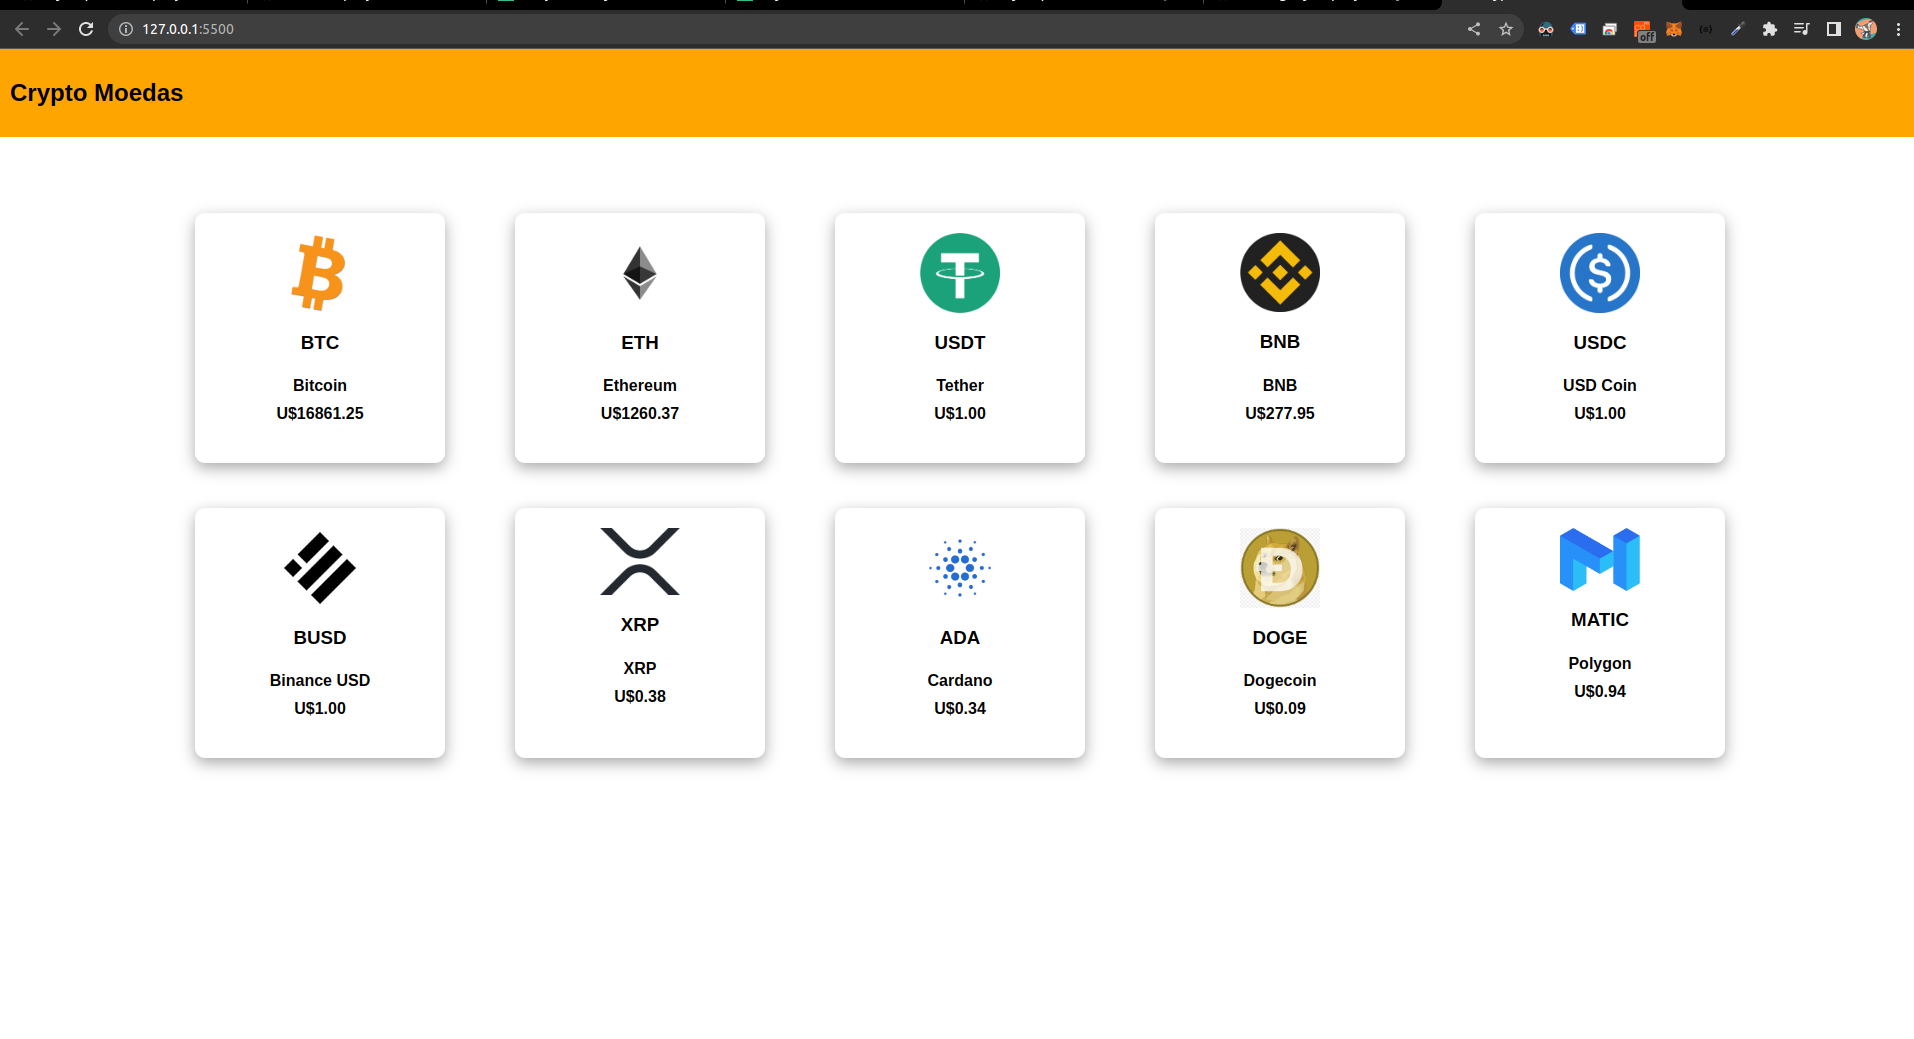 127.0.0.1:5500
off
Crypto Moedas
BTC
Bitcoin
U$16861.25
ETH
Ethereum
U$1260.37
USDT
Tether
U$1.00
BNB
BNB
U$277.95
USDC
USD Coin
U$1.00
BUSD
Binance USD
U$1.00
XRP
XRP
U$0.38
ADA
Cardano
U$0.34
DOGE
Dogecoin
U$0.09
MATIC
Polygon
U$0.94